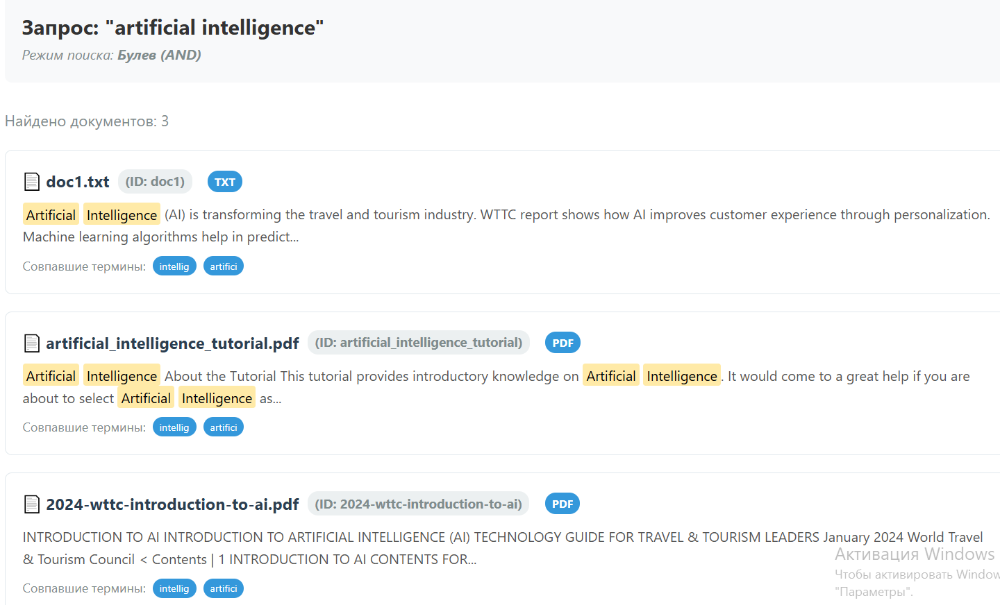 Запрос: "artificial intelligence"
Режим поиска: Булев (AND)
Найдено документов: 3
doc1.txt (ID: doc1) TXT
Artificial Intelligence (AI) is transforming the travel and tourism industry. WTTC report shows how AI improves customer experience through personalization.
Machine learning algorithms help in predict...
Совпавшие термины: intellig artifici
artificial_intelligence_tutorial.pdf (ID: artificial_intelligence_tutorial) PDF
Artificial Intelligence About the Tutorial This tutorial provides introductory knowledge on Artificial Intelligence. It would come to a great help if you are
about to select Artificial Intelligence as...
Совпавшие термины: intellig artifici
2024-wttc-introduction-to-ai.pdf (ID: 2024-wttc-introduction-to-ai) PDF
INTRODUCTION TO AI INTRODUCTION TO ARTIFICIAL INTELLIGENCE (AI) TECHNOLOGY GUIDE FOR TRAVEL & TOURISM LEADERS January 2024 World Travel
& Tourism Council < Contents | 1 INTRODUCTION TO AI CONTENTS FOR...
Совпавшие термины: intellig artifici
Активация Windows
Чтобы активировать Window
"Параметры".